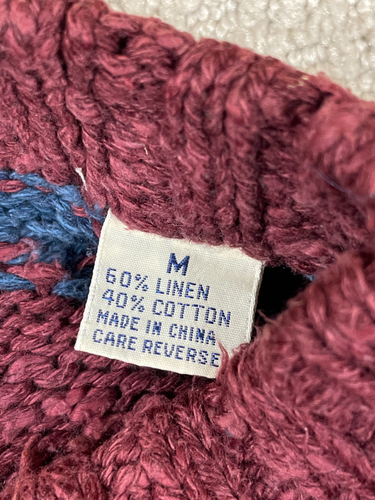 M
60% LINEN
40% COTTON
MADE IN CHINA
CARE REVERSE